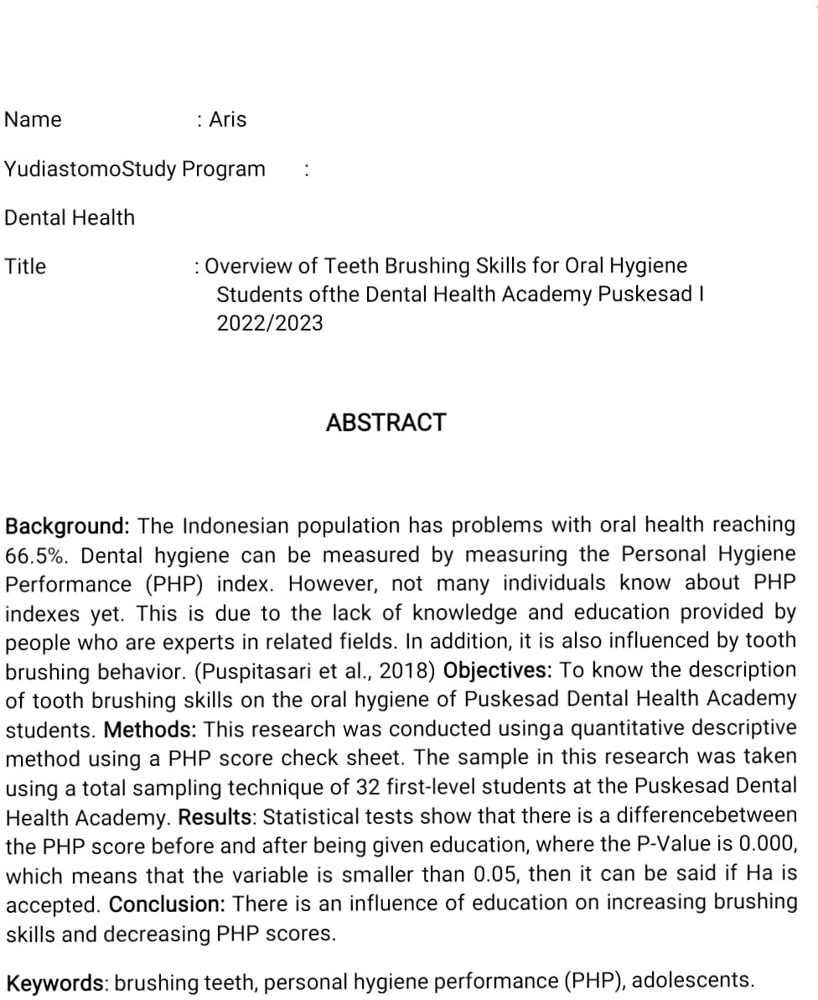 Name : Aris
YudiastomoStudy Program :
Dental Health
Title : Overview of Teeth Brushing Skills for Oral Hygiene
Students ofthe Dental Health Academy Puskesad I
2022/2023
ABSTRACT
Background: The Indonesian population has problems with oral health reaching
66.5%. Dental hygiene can be measured by measuring the Personal Hygiene
Performance (PHP) index. However, not many individuals know about PHP
indexes yet. This is due to the lack of knowledge and education provided by
people who are experts in related fields. In addition, it is also influenced by tooth
brushing behavior. (Puspitasari et al., 2018) Objectives: To know the description
of tooth brushing skills on the oral hygiene of Puskesad Dental Health Academy
students. Methods: This research was conducted usinga quantitative descriptive
method using a PHP score check sheet. The sample in this research was taken
using a total sampling technique of 32 first-level students at the Puskesad Dental
Health Academy. Results: Statistical tests show that there is a differencebetween
the PHP score before and after being given education, where the P-Value is 0.000,
which means that the variable is smaller than 0.05, then it can be said if Ha is
accepted. Conclusion: There is an influence of education on increasing brushing
skills and decreasing PHP scores.
Keywords: brushing teeth, personal hygiene performance (PHP), adolescents.